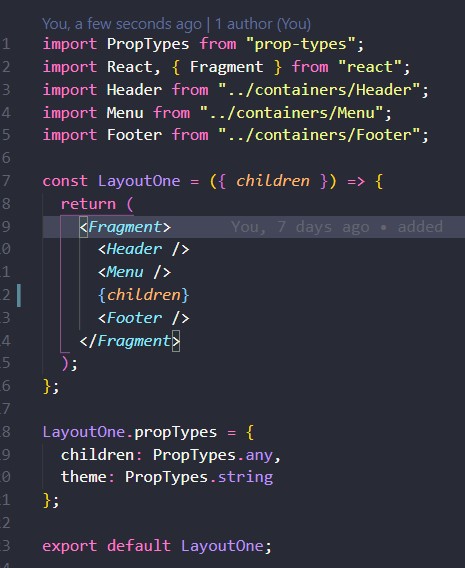 You, a few seconds ago | 1 author (You)
1 import PropTypes from "prop-types";
2 import React, { Fragment } from "react";
3 import Header from "../containers/Header";
4 import Menu from "../containers/Menu";
5 import Footer from "../containers/Footer";
6
7 const LayoutOne = ({ children }) => {
8 return (
9 <Fragment> You, 7 days ago • added
0 <Header />
1 <Menu />
2 {children}
3 <Footer />
4 </Fragment>
5 );
6 };
7
8 LayoutOne.propTypes = {
9 children: PropTypes.any,
0 theme: PropTypes.string
1 };
2
3 export default LayoutOne;